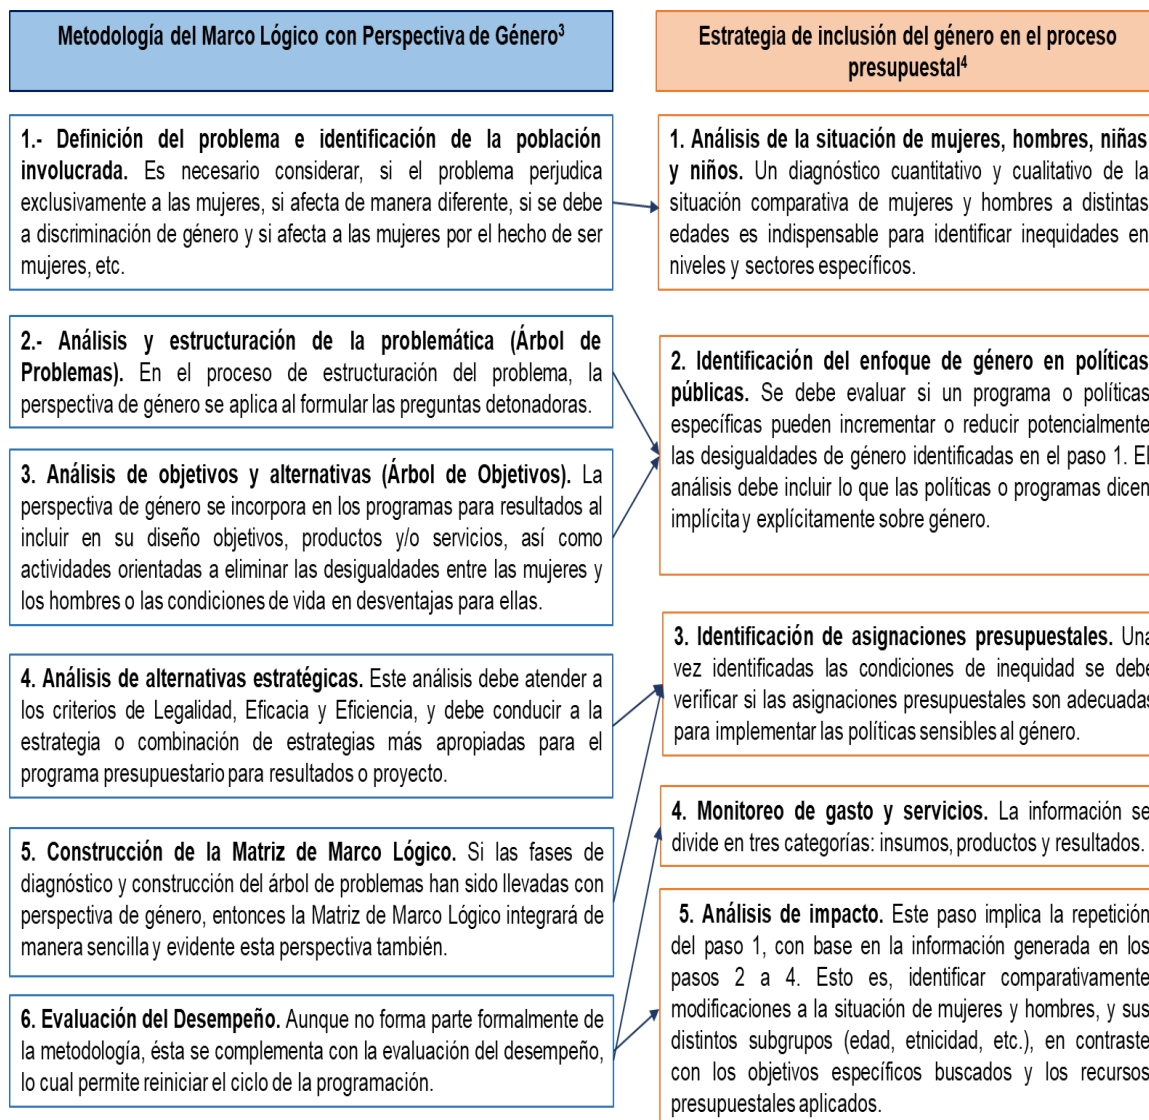 Metodología del Marco Lógico con Perspectiva de Género³
1.- Definición del problema e identificación de la población
involucrada. Es necesario considerar, si el problema perjudica
exclusivamente a las mujeres, si afecta de manera diferente, si se debe
a discriminación de género y si afecta a las mujeres por el hecho de ser
mujeres, etc.
2.- Análisis y estructuración de la problemática (Árbol de
Problemas). En el proceso de estructuración del problema, la
perspectiva de género se aplica al formular las preguntas detonadoras.
3. Análisis de objetivos y alternativas (Árbol de Objetivos). La
perspectiva de género se incorpora en los programas para resultados al
incluir en su diseño objetivos, productos y/o servicios, así como
actividades orientadas a eliminar las desigualdades entre las mujeres y
los hombres o las condiciones de vida en desventajas para ellas.
4. Análisis de alternativas estratégicas. Este análisis debe atender a
los criterios de Legalidad, Eficacia y Eficiencia, y debe conducir a la
estrategia o combinación de estrategias más apropiadas para el
programa presupuestario para resultados o proyecto.
5. Construcción de la Matriz de Marco Lógico. Si las fases de
diagnóstico y construcción del árbol de problemas han sido llevadas con
perspectiva de género, entonces la Matriz de Marco Lógico integrará de
manera sencilla y evidente esta perspectiva también.
6. Evaluación del Desempeño. Aunque no forma parte formalmente de
la metodología, ésta se complementa con la evaluación del desempeño,
lo cual permite reiniciar el ciclo de la programación.
Estrategia de inclusión del género en el proceso
presupuestal⁴
1. Análisis de la situación de mujeres, hombres, niñas
y niños. Un diagnóstico cuantitativo y cualitativo de la
situación comparativa de mujeres y hombres a distintas
edades es indispensable para identificar inequidades en
niveles y sectores específicos.
2. Identificación del enfoque de género en políticas
públicas. Se debe evaluar si un programa o políticas
específicas pueden incrementar o reducir potencialmente
las desigualdades de género identificadas en el paso 1. El
análisis debe incluir lo que las políticas o programas dicen
implícita y explícitamente sobre género.
3. Identificación de asignaciones presupuestales. Una
vez identificadas las condiciones de inequidad se debe
verificar si las asignaciones presupuestales son adecuadas
para implementar las políticas sensibles al género.
4. Monitoreo de gasto y servicios. La información se
divide en tres categorías: insumos, productos y resultados.
5. Análisis de impacto. Este paso implica la repetición
del paso 1, con base en la información generada en los
pasos 2 a 4. Esto es, identificar comparativamente
modificaciones a la situación de mujeres y hombres, y sus
distintos subgrupos (edad, etnicidad, etc.), en contraste
con los objetivos específicos buscados y los recursos
presupuestales aplicados.